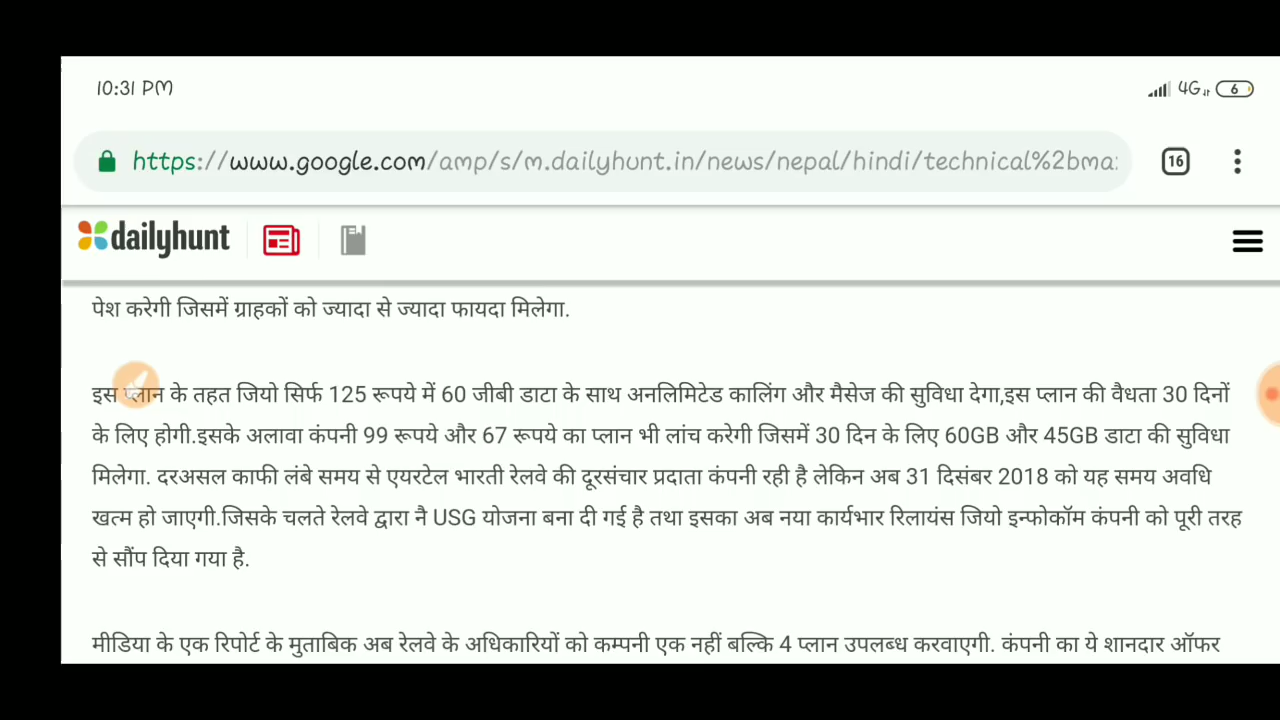 10:31 PM
4G
6
https://www.google.com/amp/s/m.dailyhunt.in/news/nepal/hindi/technical%2bma
16
dailyhunt
पेश करेगी जिसमें ग्राहकों को ज्यादा से ज्यादा फायदा मिलेगा.
इस प्लान के तहत जियो सिर्फ 125 रूपये में 60 जीबी डाटा के साथ अनलिमिटेड कालिंग और मैसेज की सुविधा देगा,इस प्लान की वैधता 30 दिनों
के लिए होगी.इसके अलावा कंपनी 99 रूपये और 67 रूपये का प्लान भी लांच करेगी जिसमें 30 दिन के लिए 60GB और 45GB डाटा की सुविधा
मिलेगा. दरअसल काफी लंबे समय से एयरटेल भारती रेलवे की दूरसंचार प्रदाता कंपनी रही है लेकिन अब 31 दिसंबर 2018 को यह समय अवधि
खत्म हो जाएगी.जिसके चलते रेलवे द्वारा नै USG योजना बना दी गई है तथा इसका अब नया कार्यभार रिलायंस जियो इन्फोकॉम कंपनी को पूरी तरह
से सौंप दिया गया है.
मीडिया के एक रिपोर्ट के मुताबिक अब रेलवे के अधिकारियों को कम्पनी एक नहीं बल्कि 4 प्लान उपलब्ध करवाएगी. कंपनी का ये शानदार ऑफर